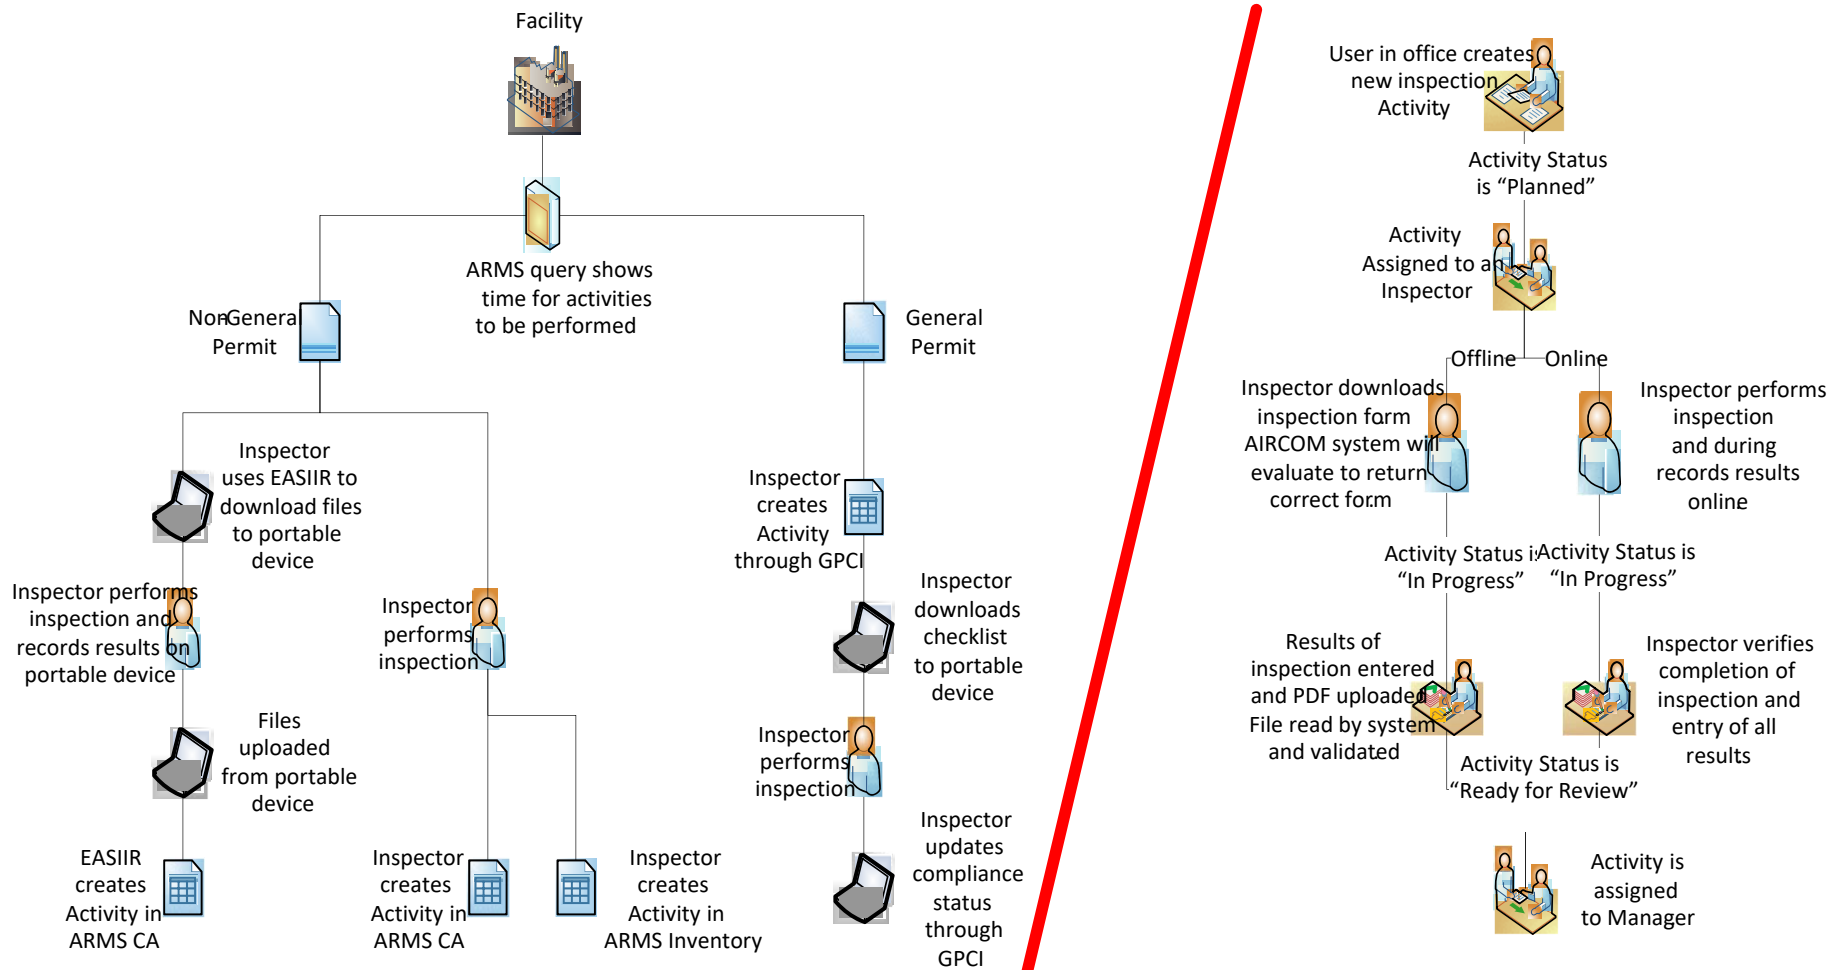 Facility
ARMS query shows
time for activities
to be performed
Non-General
Permit
General
Permit
Inspector
uses EASIIR to
download files
to portable
device
Inspector performs
inspection and
records results on
portable device
Files
uploaded
from portable
device
EASIIR
creates
Activity in
ARMS CA
Inspector
performs
inspection
Inspector
creates
Activity in
ARMS CA
Inspector
creates
Activity in
ARMS Inventory
Inspector
creates
Activity
through GPCI
Inspector
downloads
checklist
to portable
device
Inspector
performs
inspection
Inspector
updates
compliance
status
through
GPCI
User in office creates
new inspection
Activity.
Activity Status
is “Planned”
Activity
Assigned to an
Inspector
Offline
Online
Inspector downloads
inspection form.
AIRCOM system will
evaluate to return
correct form.
Inspector performs
inspection
and during
records results
online.
Activity Status is
“In Progress”
Activity Status is
“In Progress”
Results of
inspection entered
and PDF uploaded.
File read by system
and validated.
Inspector verifies
completion of
inspection and
entry of all
results.
Activity Status is
“Ready for Review”
Activity is
assigned
to Manager